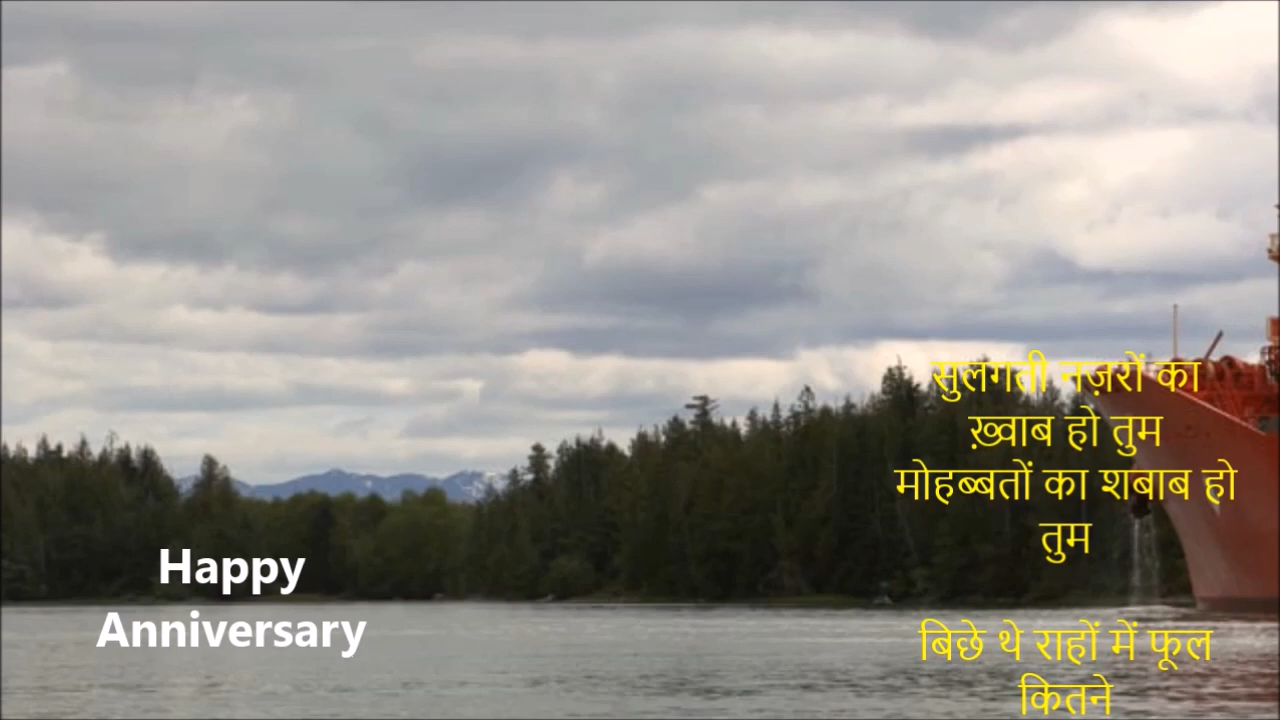 सुलगती नज़रों का
ख़्वाब हो तुम
मोहब्बतों का शबाब हो
तुम
बिछे थे राहों में फूल
कितने
Happy
Anniversary